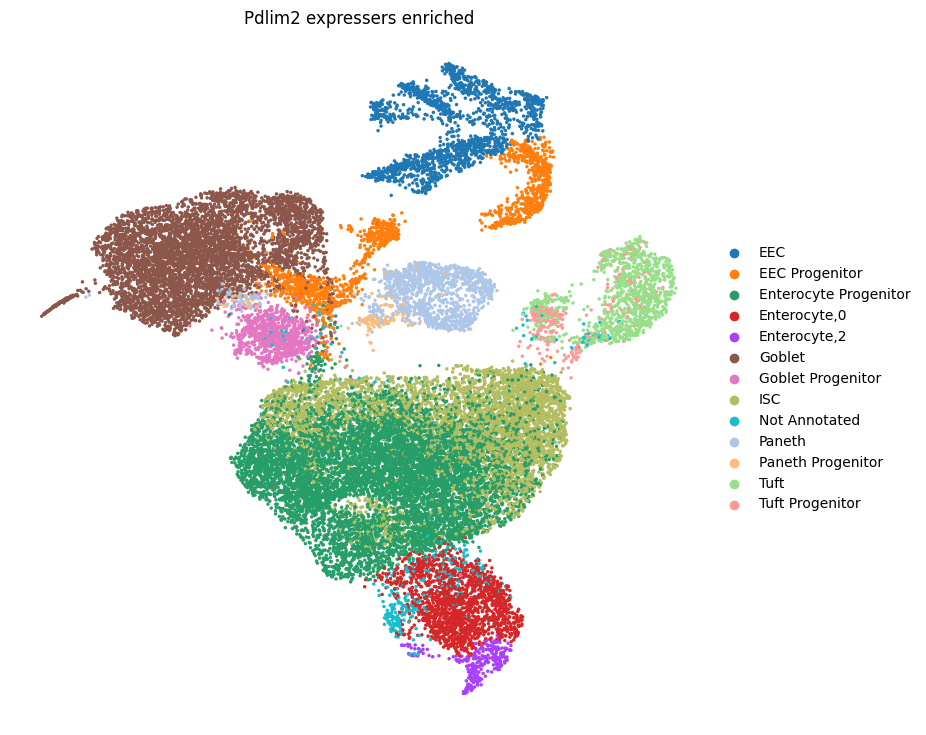 Pdlim2 expressers enriched
EEC
EEC Progenitor
Enterocyte Progenitor
Enterocyte,0
Enterocyte,2
Goblet
Goblet Progenitor
ISC
Not Annotated
Paneth
Paneth Progenitor
Tuft
Tuft Progenitor